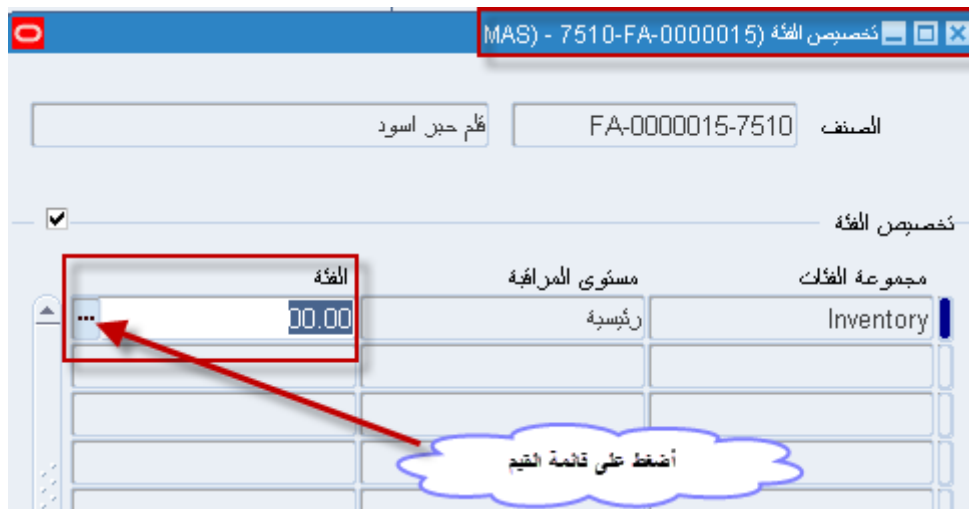 تخصيص الفئة (MAS) - 7510-FA-0000015)
الصنف FA-0000015-7510 قلم حبر اسود
تخصيص الفئة
مجموعة الفئات مستوى المراقبة الفئة
Inventory رئيسية 00.00
أضغط على قائمة القيم